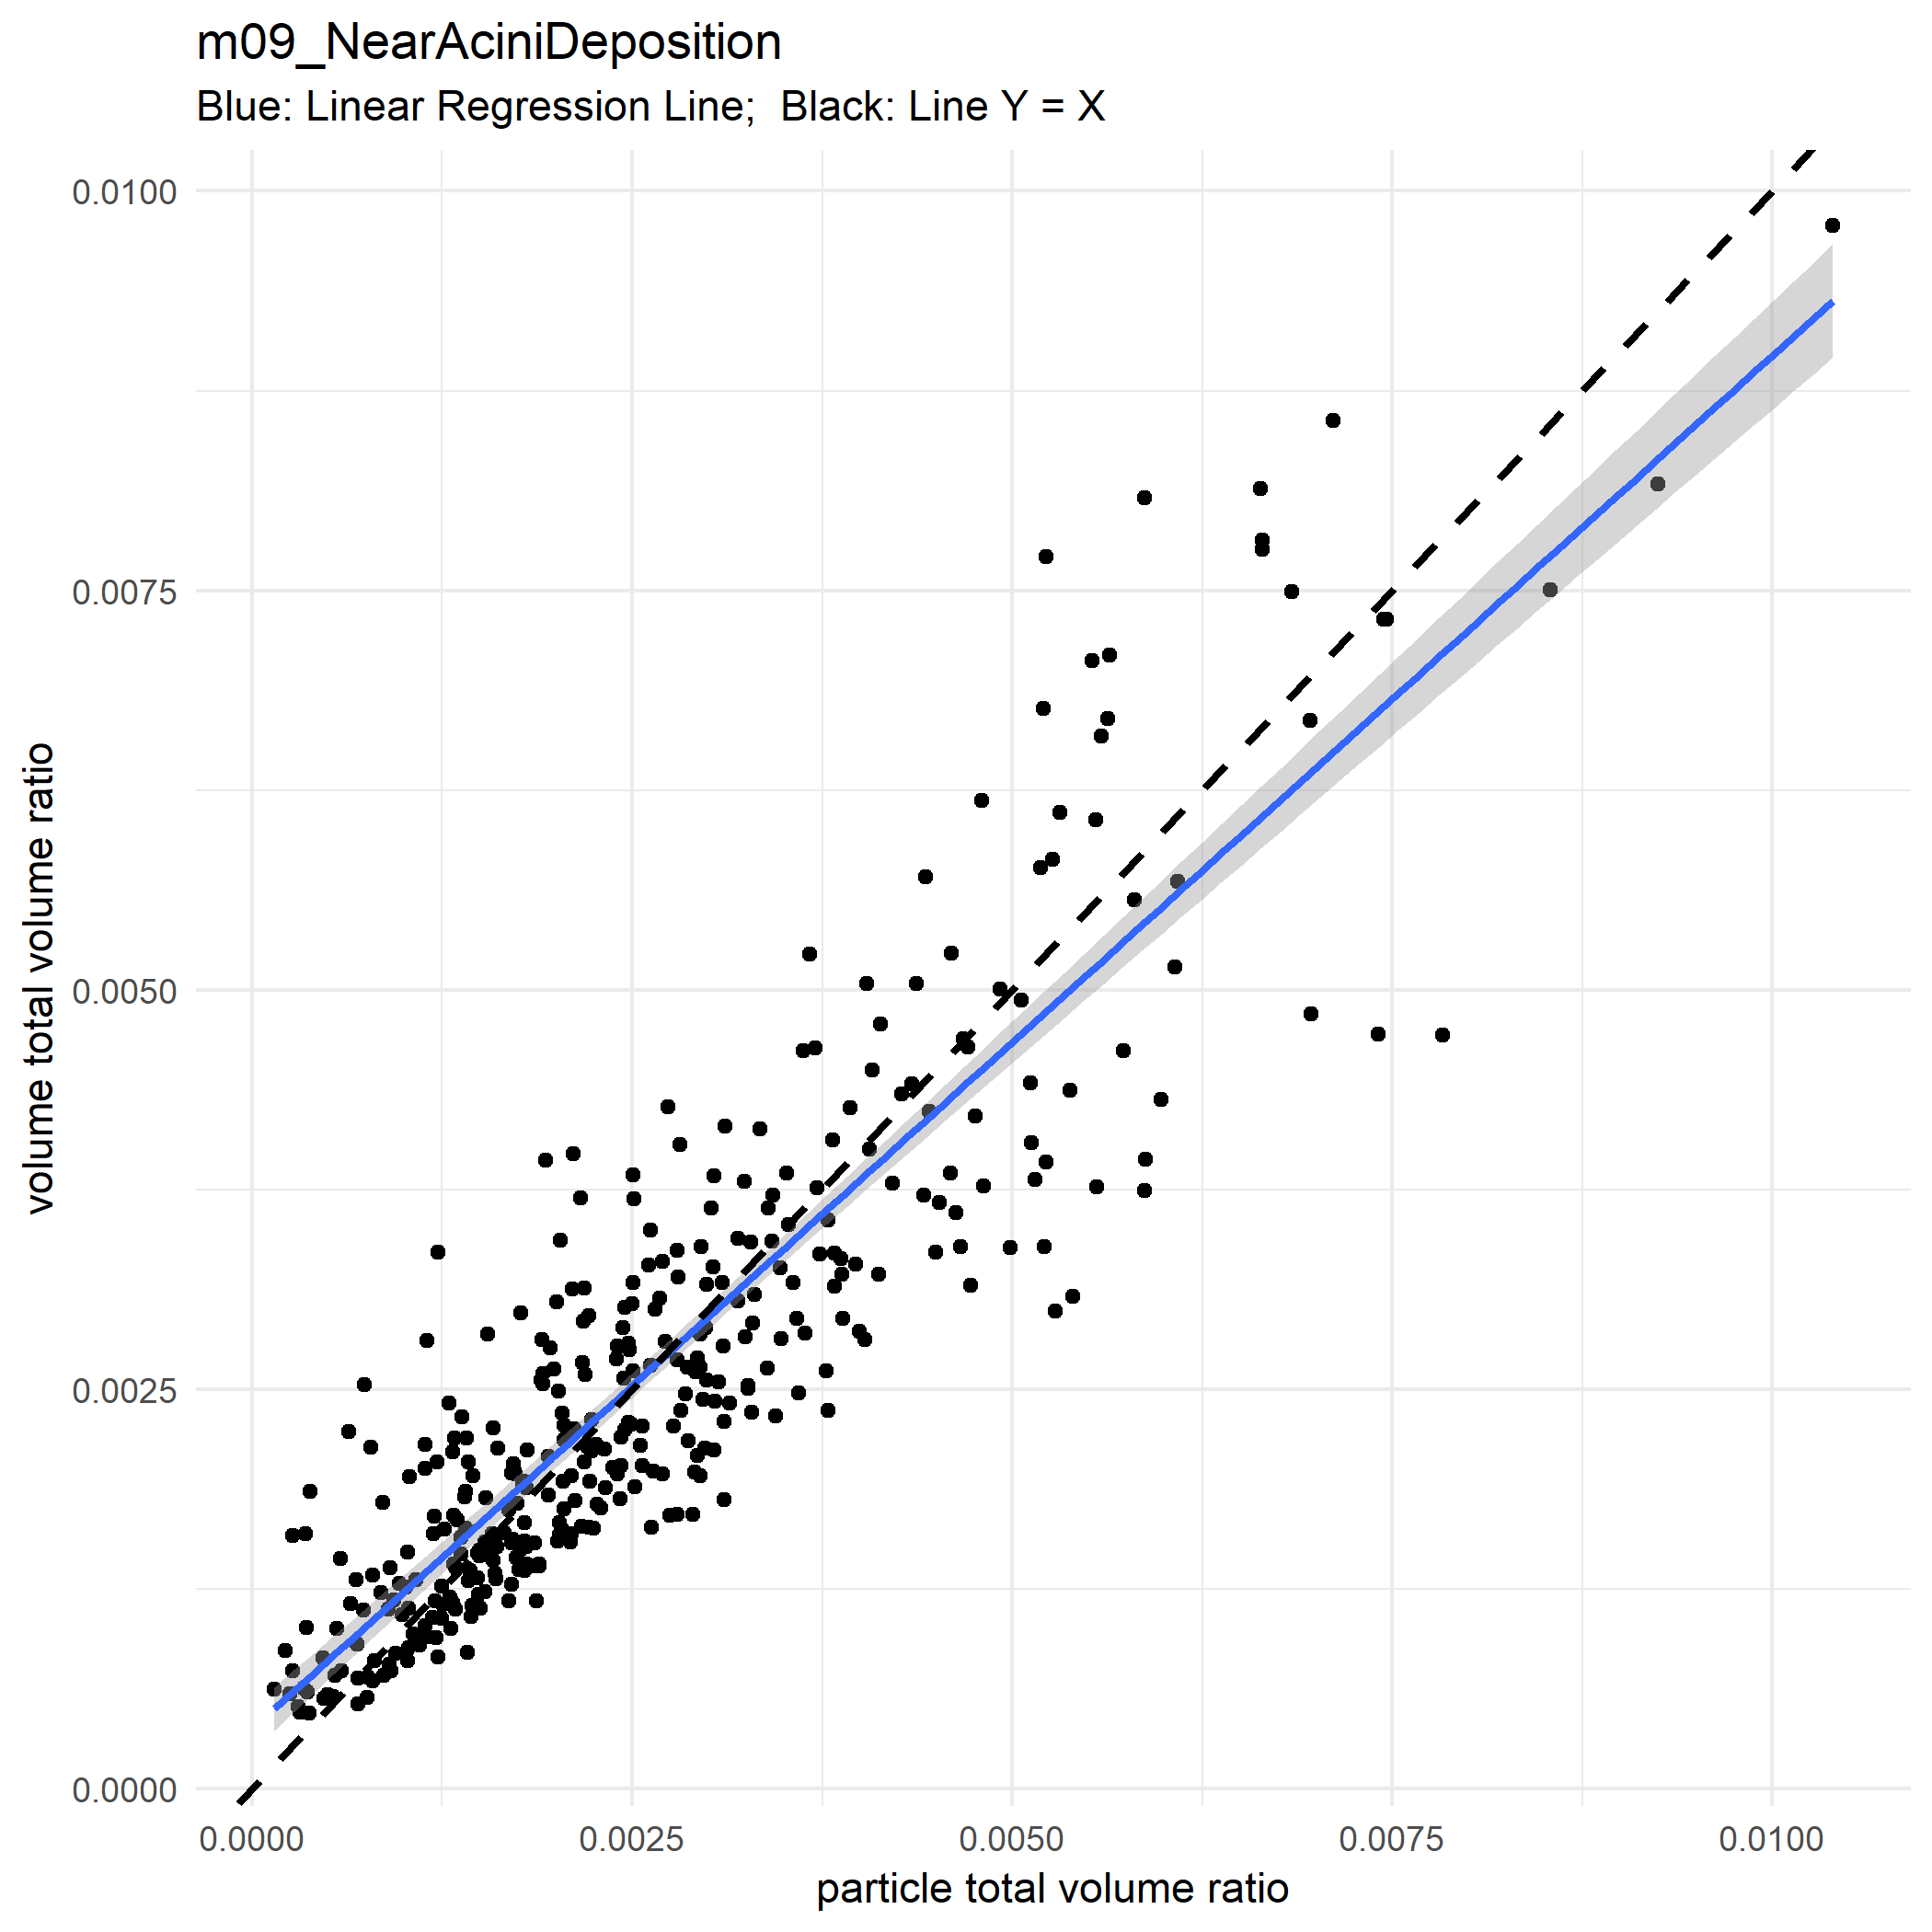 m09_NearAciniDeposition
Blue: Linear Regression Line;  Black: Line Y = X
0.0100
0.0075
0.0050
0.0025
0.0000
volume total volume ratio
0.0000 0.0025 0.0050 0.0075 0.0100
particle total volume ratio